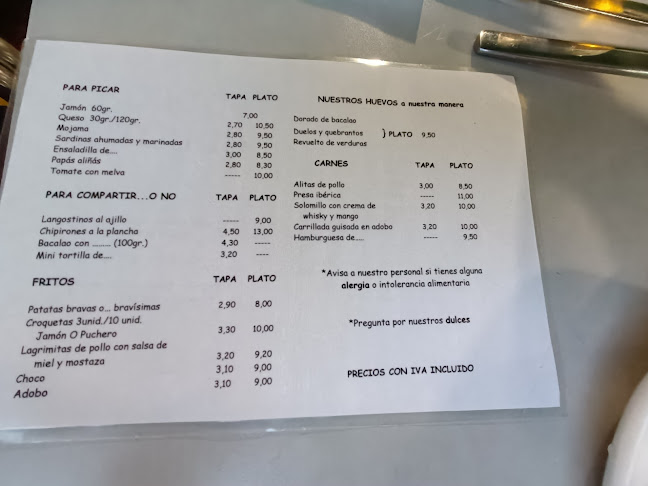 PARA PICAR TAPA PLATO
Jamón 60gr. 7,00
Queso 30gr./120gr. 2,70 10,50
Mojama 2,80 9,50
Sardinas ahumadas y marinadas 2,80 9,50
Ensaladilla de.... 3,00 8,50
Papás aliñás 2,80 8,30
Tomate con melva ----- 10,00
PARA COMPARTIR...O NO TAPA PLATO
Langostinos al ajillo ----- 9,00
Chipirones a la plancha 4,50 13,00
Bacalao con ........ (100gr.) 4,30 -----
Mini tortilla de.... 3,20 ----
FRITOS TAPA PLATO
Patatas bravas o... bravísimas 2,90 8,00
Croquetas 3unid./10 unid.
Jamón O Puchero 3,30 10,00
Lagrimitas de pollo con salsa de
miel y mostaza 3,20 9,20
Choco 3,10 9,00
Adobo 3,10 9,00
NUESTROS HUEVOS a nuestra manera
Dorado de bacalao
Duelos y quebrantos } PLATO 9,50
Revuelto de verduras
CARNES TAPA PLATO
Alitas de pollo 3,00 8,50
Presa ibérica ----- 11,00
Solomillo con crema de 3,20 10,00
whisky y mango
Carrillada guisada en adobo 3,20 10,00
Hamburguesa de..... ----- 9,50
*Avisa a nuestro personal si tienes alguna
alergia o intolerancia alimentaria
*Pregunta por nuestros dulces
PRECIOS CON IVA INCLUIDO